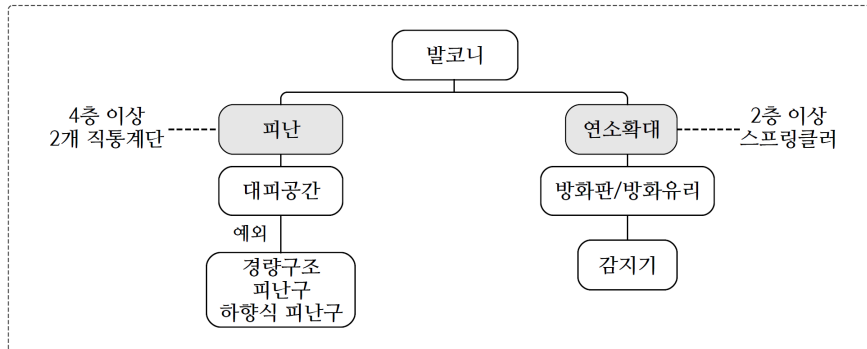 발코니
4층 이상
2개 직통계단
피난
연소확대
2층 이상
스프링클러
대피공간
방화판/방화유리
예외
경량구조
피난구
하향식 피난구
감지기